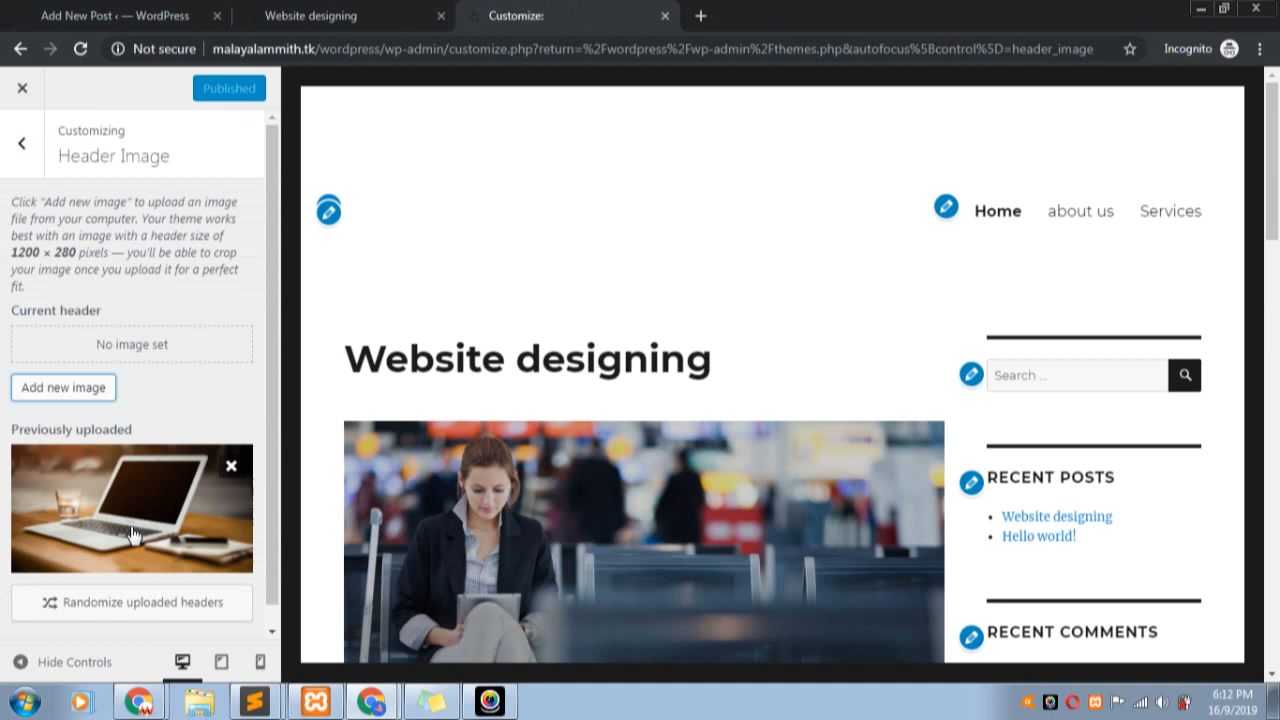 Add New Post ‹ — WordPress
Website designing
Customize:
Not secure
malayalammith.tk/wordpress/wp-admin/customize.php?return=%2Fwordpress%2Fwp-admin%2Fthemes.php&autofocus%5Bcontrol%5D=header_image
Incognito
Published
Customizing
Header Image
Click "Add new image" to upload an image
file from your computer. Your theme works
best with an image with a header size of
1200 × 280 pixels — you'll be able to crop
your image once you upload it for a perfect
fit.
Current header
No image set
Add new image
Previously uploaded
Randomize uploaded headers
Hide Controls
Home about us Services
Website designing
Search ...
RECENT POSTS
Website designing
Hello world!
RECENT COMMENTS
6:12 PM
16/9/2019